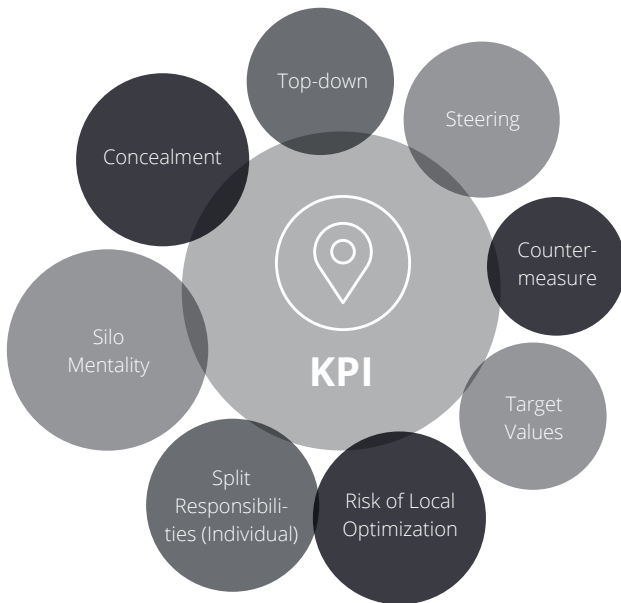 Top-down
Steering
Concealment
Counter-
measure
Silo
Mentality
KPI
Target
Values
Split
Responsibili-
ties (Individual)
Risk of Local
Optimization